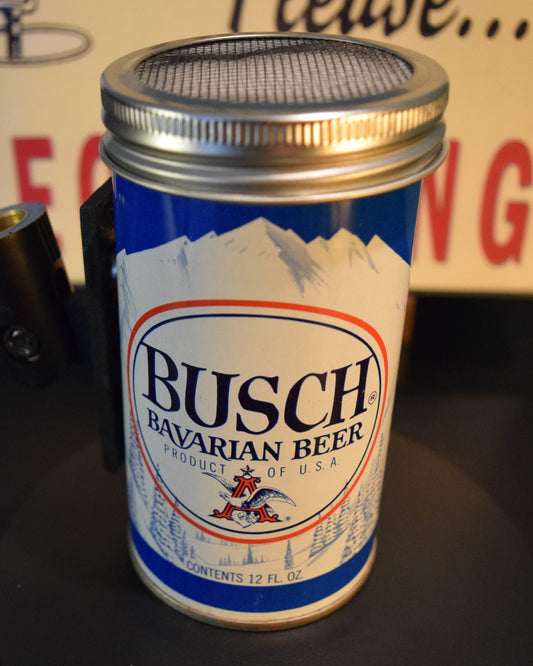 Please...
BUSCH®
BAVARIAN BEER
PRODUCT OF U.S.A.
A
®
CONTENTS 12 FL. OZ.